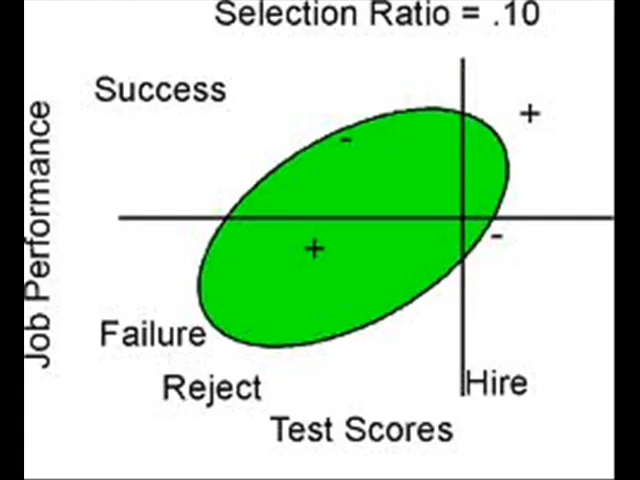 Selection Ratio = .10
Success
+
-
Job Performance
-
+
Failure
Reject
Hire
Test Scores